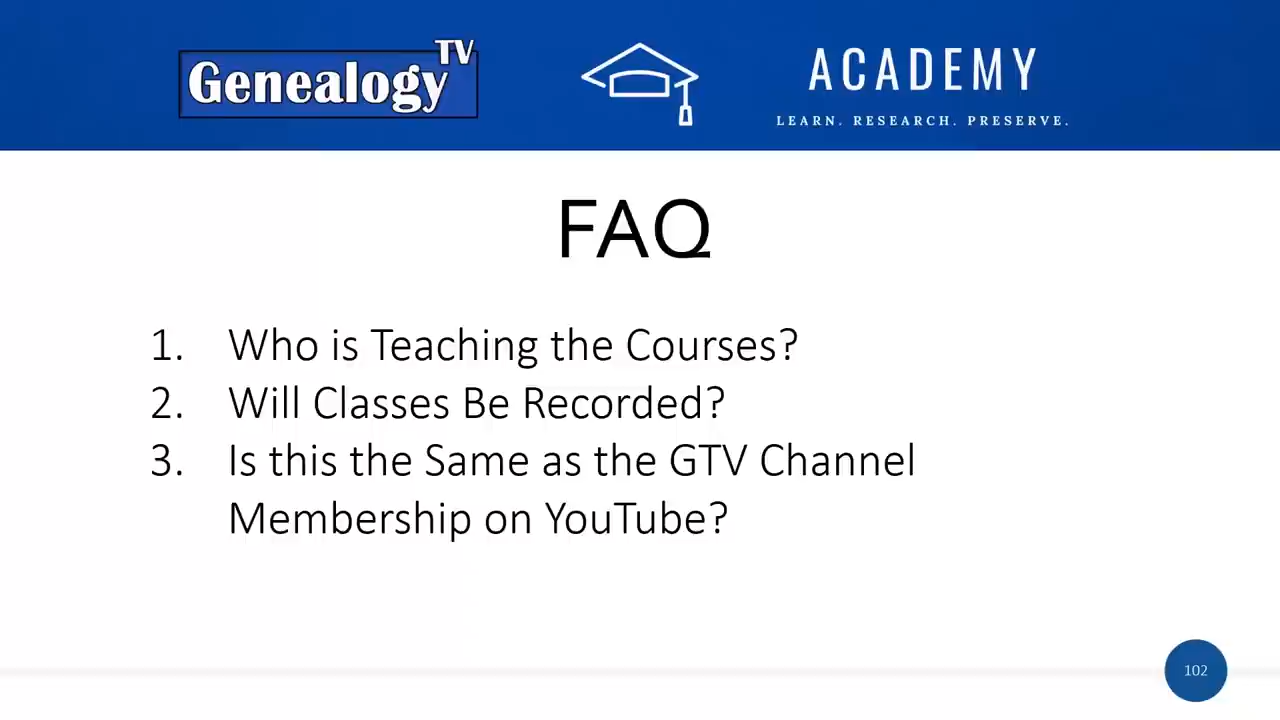 Genealogy TV
ACADEMY
LEARN. RESEARCH. PRESERVE.
FAQ
1. Who is Teaching the Courses?
2. Will Classes Be Recorded?
3. Is this the Same as the GTV Channel
Membership on YouTube?
102